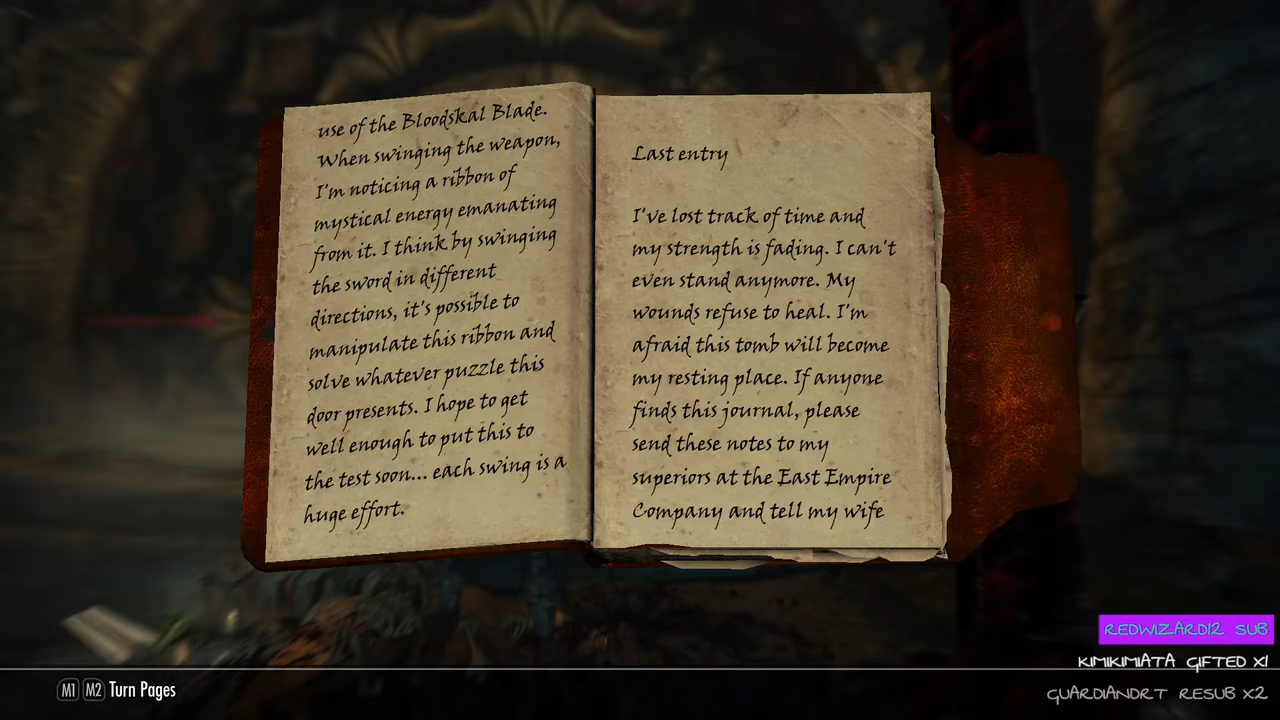 use of the Bloodskal Blade.
When swinging the weapon,
I'm noticing a ribbon of
mystical energy emanating
from it. I think by swinging
the sword in different
directions, it's possible to
manipulate this ribbon and
solve whatever puzzle this
door presents. I hope to get
well enough to put this to
the test soon... each swing is a
huge effort.
Last entry
I've lost track of time and
my strength is fading. I can't
even stand anymore. My
wounds refuse to heal. I'm
afraid this tomb will become
my resting place. If anyone
finds this journal, please
send these notes to my
superiors at the East Empire
Company and tell my wife
REDWIZARD12 SUB
KIMIKIMIATA GIFTED X1
GUARDIANDRT RESUB X2
M1 M2 Turn Pages